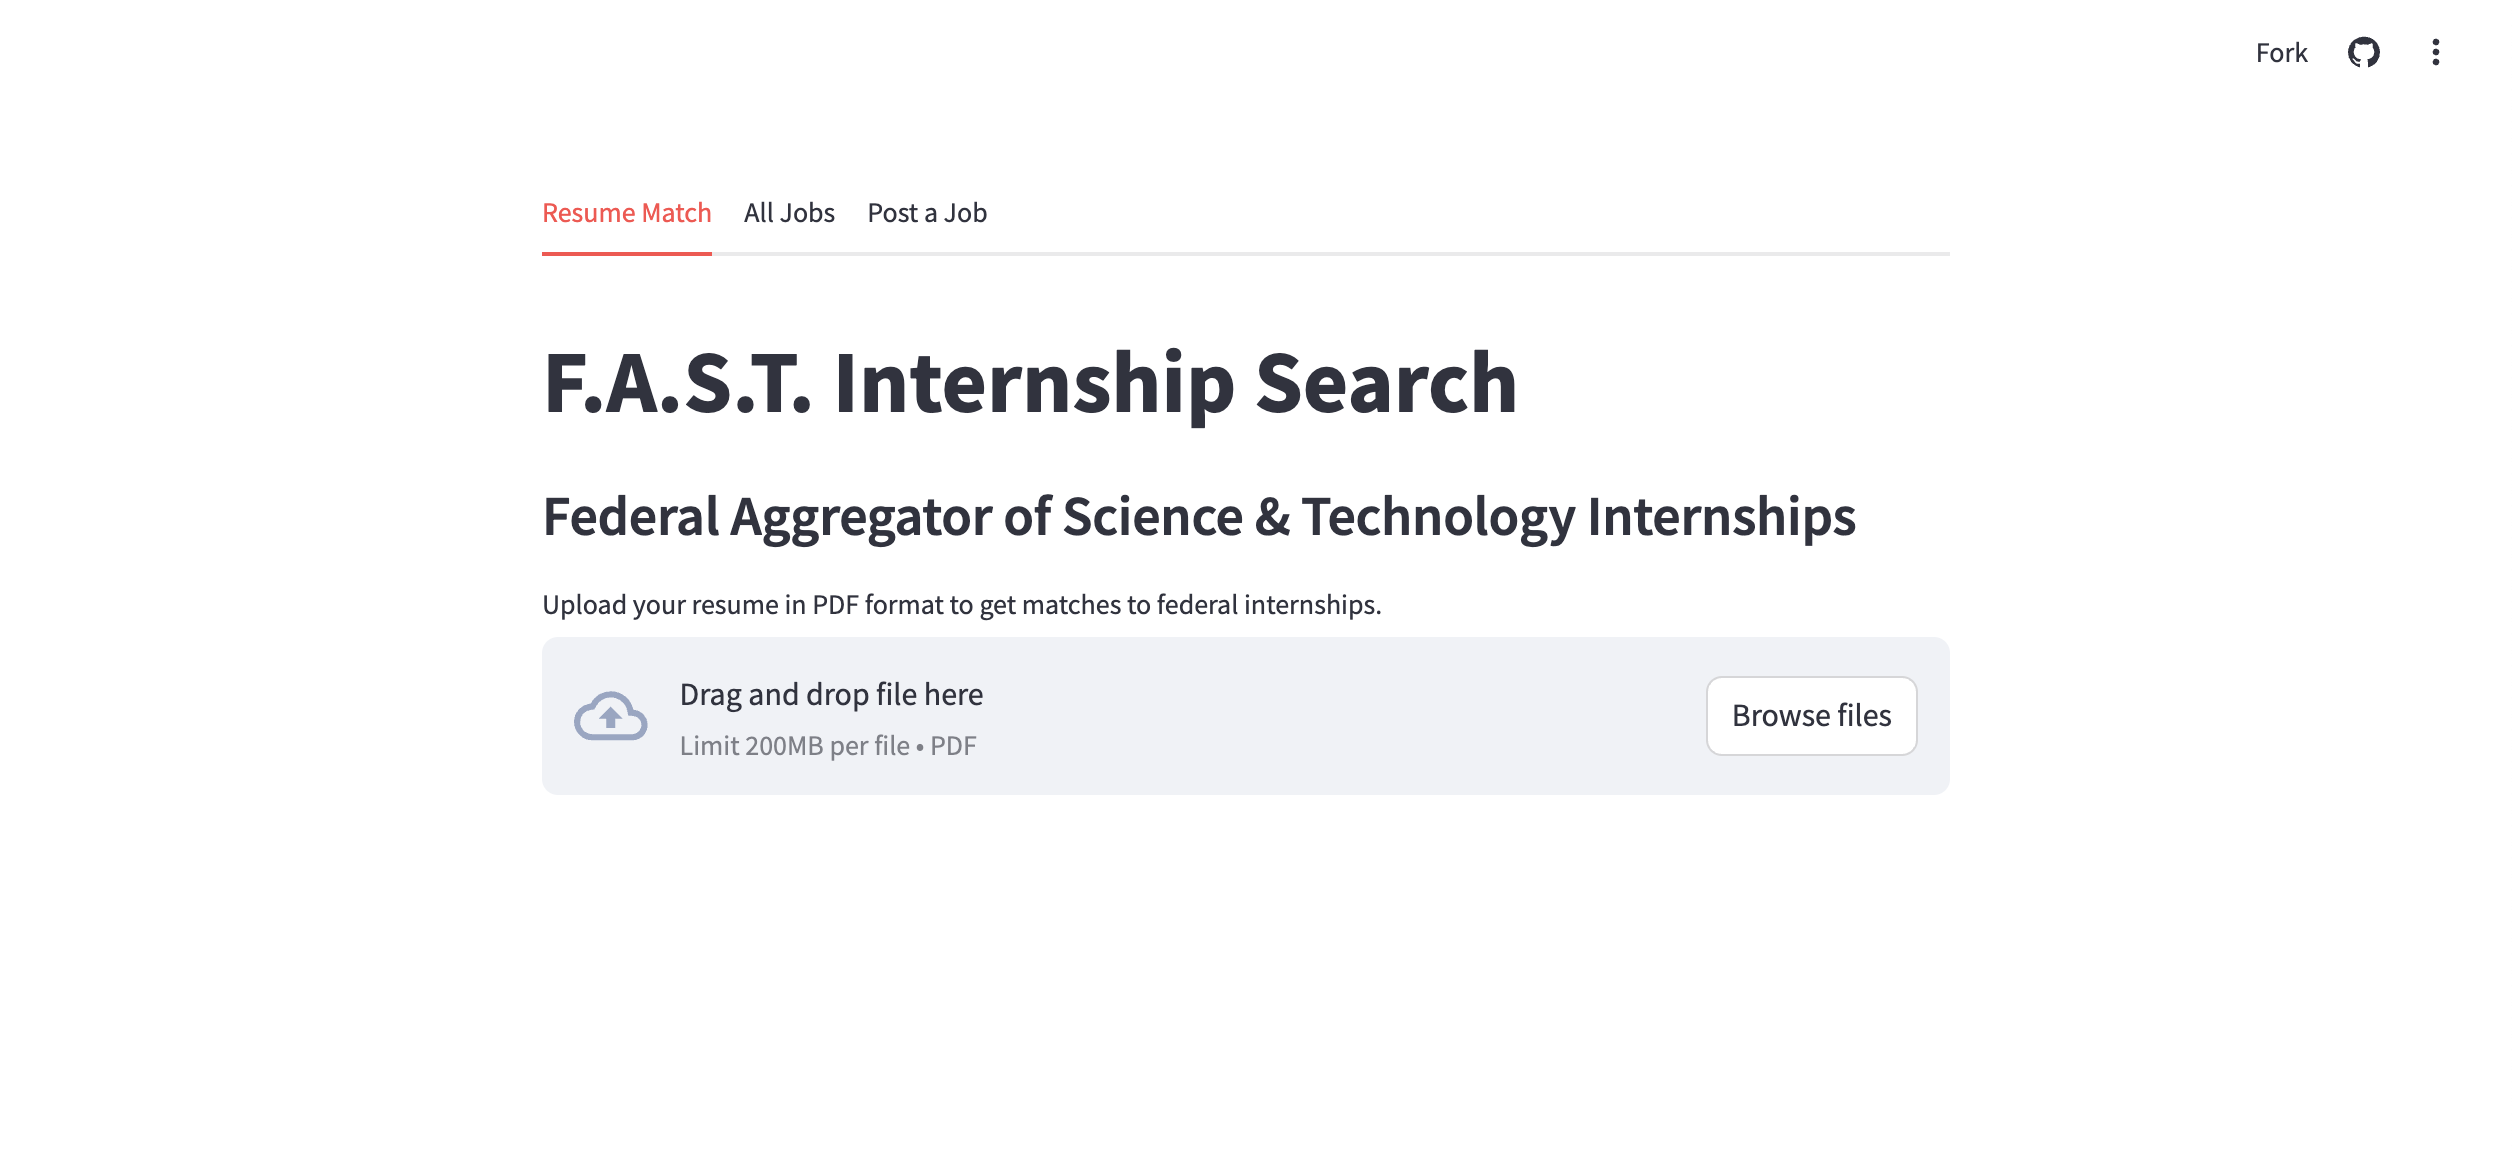 Fork
Resume Match All Jobs Post a Job
F.A.S.T. Internship Search
Federal Aggregator of Science & Technology Internships
Upload your resume in PDF format to get matches to federal internships.
Drag and drop file here
Limit 200MB per file • PDF
Browse files